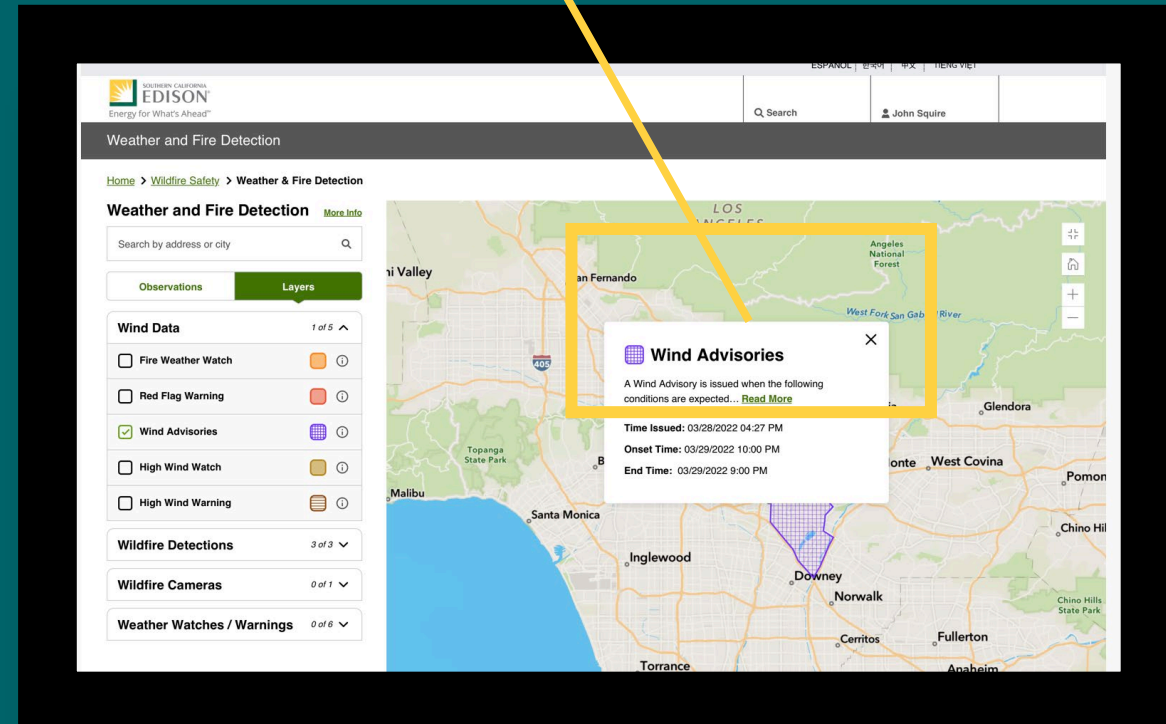 ESPAÑOL | 한국어 | 中文 | TIẾNG VIỆT
SOUTHERN CALIFORNIA
EDISON
Energy for What's Ahead
Search
John Squire
Weather and Fire Detection
Home > Wildfire Safety > Weather & Fire Detection
Weather and Fire Detection
More Info
Search by address or city
Observations
Layers
Wind Data
1 of 5
Fire Weather Watch
Red Flag Warning
Wind Advisories
High Wind Watch
High Wind Warning
Wildfire Detections
3 of 3
Wildfire Cameras
0 of 1
Weather Watches / Warnings
0 of 6
LOS
Angeles
National
Forest
Valley
Fernando
West Fork San Gabriel River
405
Wind Advisories
A Wind Advisory is issued when the following
conditions are expected... Read More
Time Issued: 03/28/2022 04:27 PM
Onset Time: 03/29/2022 10:00 PM
End Time: 03/29/2022 9:00 PM
Glendora
Topanga
State Park
West Covina
Pomon
Malibu
Santa Monica
Chino Hil
Inglewood
Downey
Norwalk
Chino Hills
State Park
Cerritos
Fullerton
Torrance
Anaheim